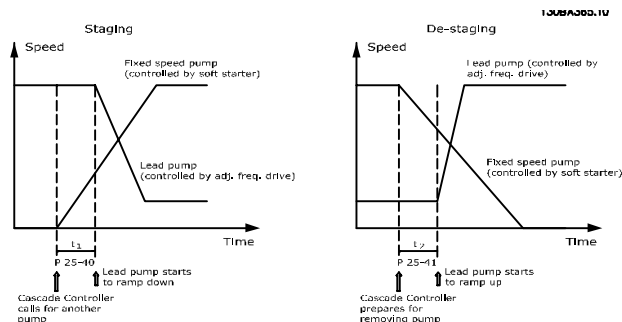 130BA365.10
Staging
Speed
Fixed speed pump
(controlled by soft starter)
Lead pump
(controlled by adj. freq. drive)
Time
t1
P 25-40
Lead pump starts
to ramp down
Cascade Controller
calls for another
pump
De-staging
Speed
Lead pump (controlled by
adj. freq. drive)
Fixed speed pump
(controlled by soft starter)
Time
t2
P 25-41
Lead pump starts
to ramp up
Cascade Controller
prepares for
removing pump